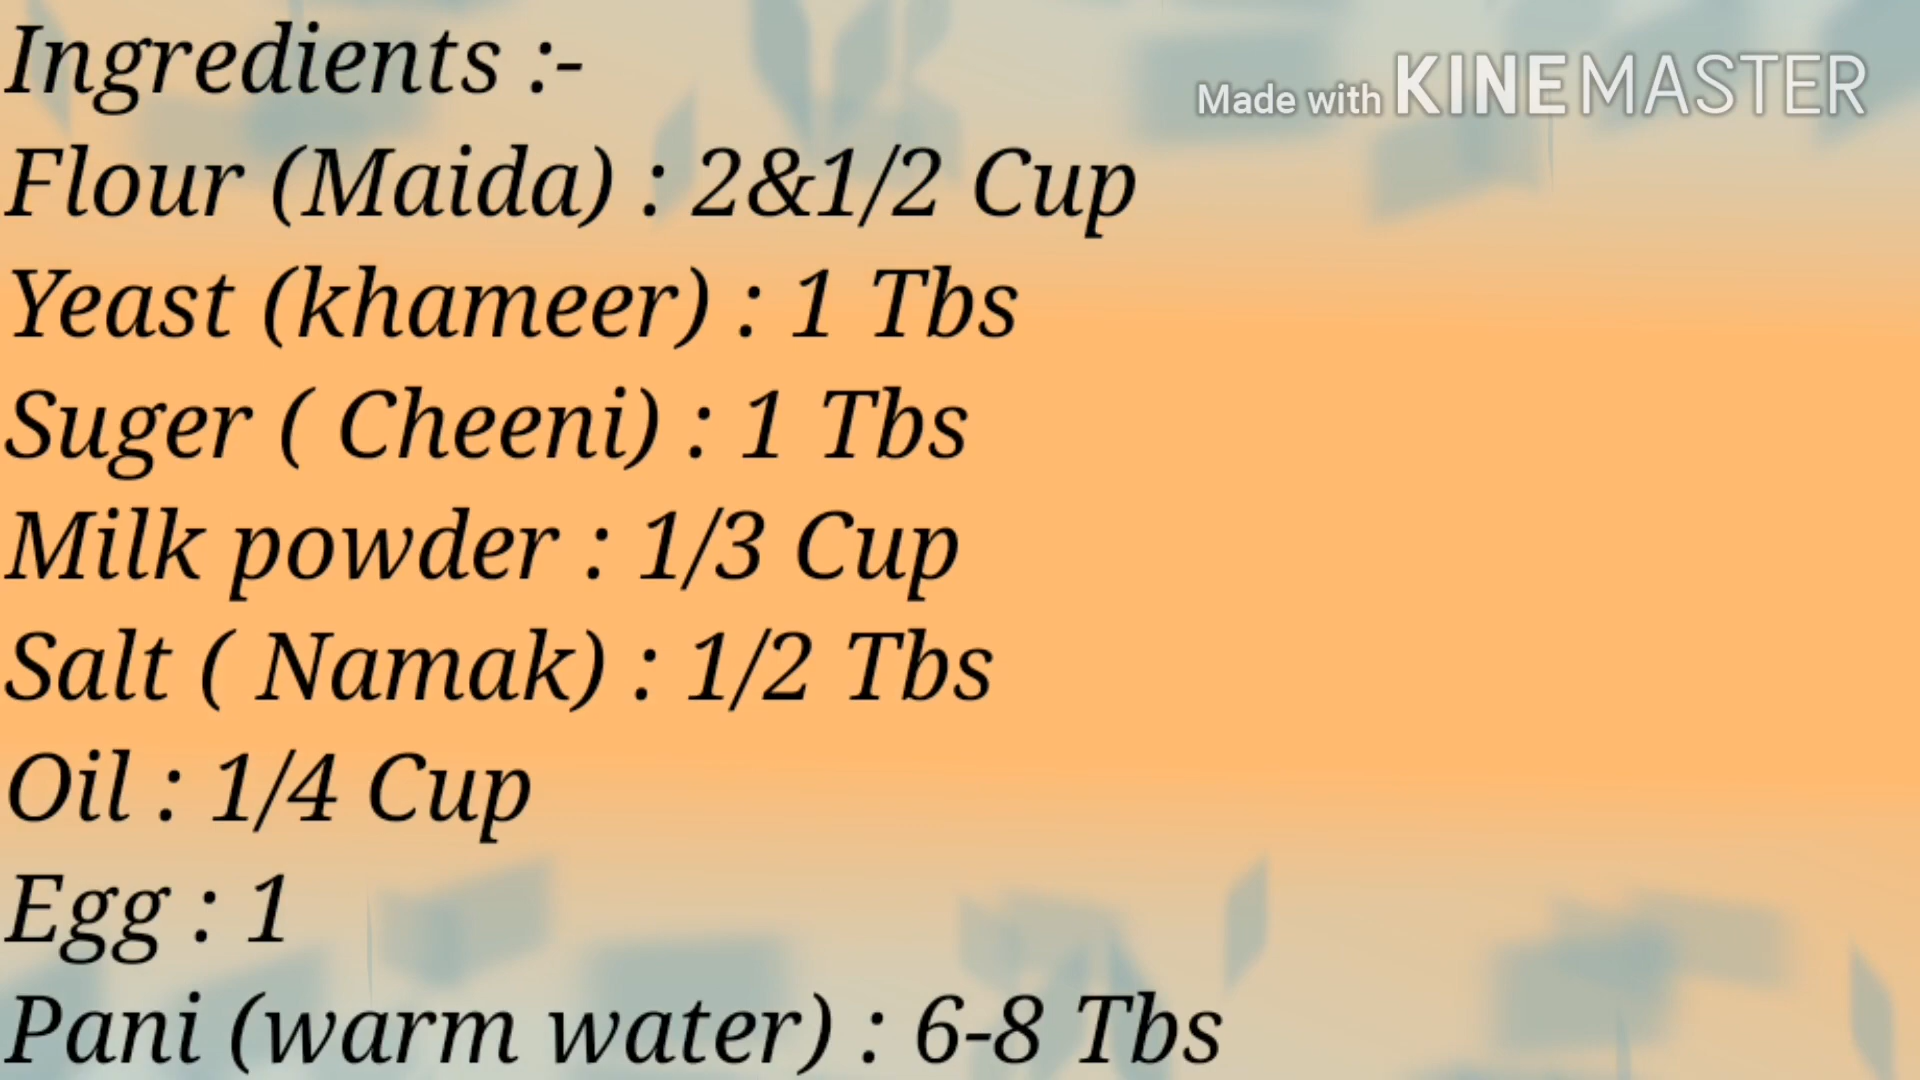 Ingredients :-
Made with KINEMASTER
Flour (Maida) : 2&1/2 Cup
Yeast (khameer) : 1 Tbs
Suger ( Cheeni) : 1 Tbs
Milk powder : 1/3 Cup
Salt ( Namak) : 1/2 Tbs
Oil : 1/4 Cup
Egg : 1
Pani (warm water) : 6-8 Tbs